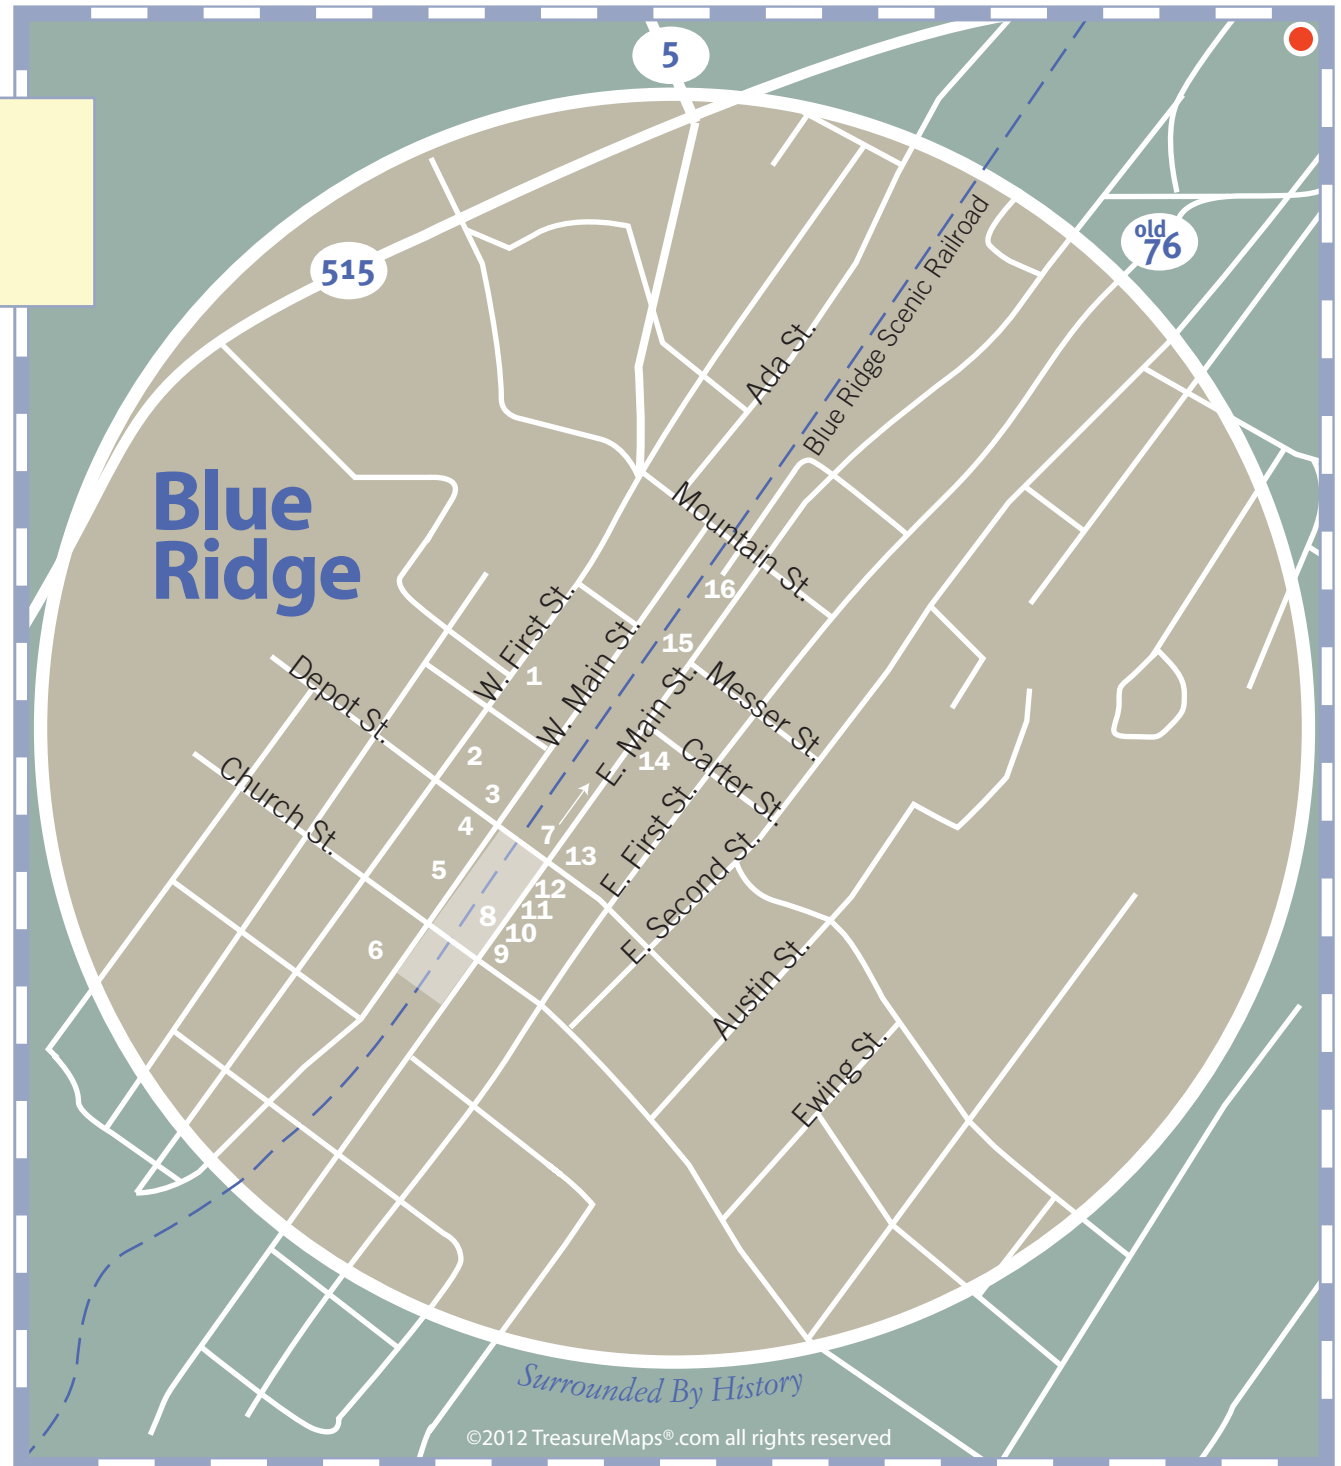 5
515
old
76
Blue Ridge Scenic Railroad
Ada St.
Blue
Ridge
Mountain St.
16
W. First St.
1
W. Main St.
15
Depot St.
E. Main St.
Messer St.
2
14
Carter St.
3
Church St.
4
7
E. First St.
13
5
E. Second St.
12
8
11
10
6
9
Austin St.
Ewing St.
Surrounded By History
©2012 TreasureMaps®.com all rights reserved